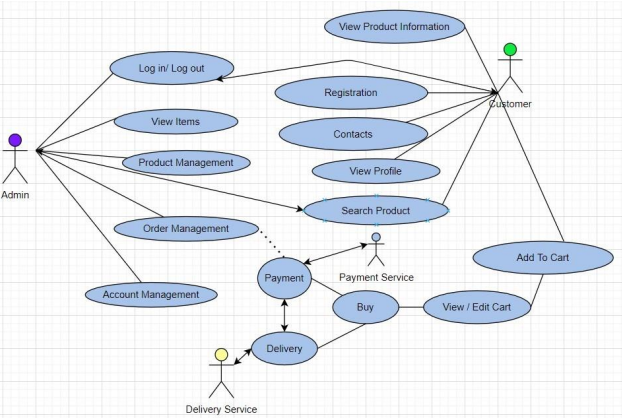 View Product Information
Log in/ Log out
Registration
Customer
View Items
Contacts
Product Management
View Profile
Admin
Search Product
Order Management
Add To Cart
Payment
Payment Service
Account Management
Buy
View / Edit Cart
Delivery
Delivery Service